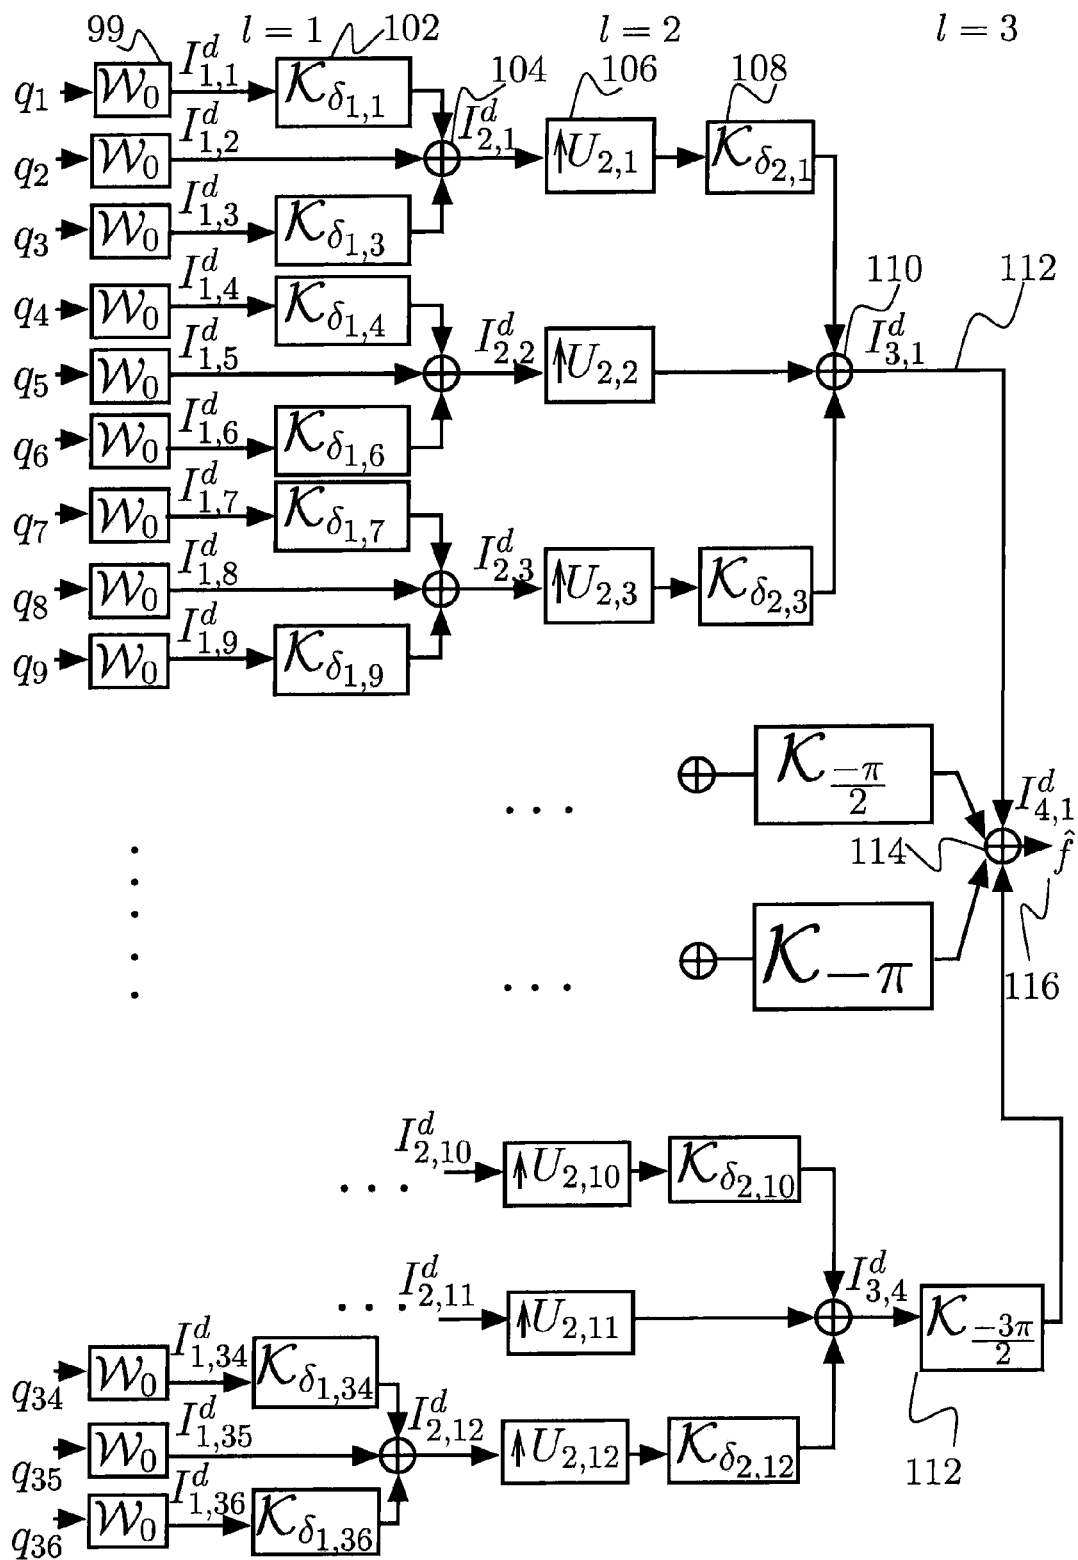 99 l = 1 102 l = 2 l = 3
q₁ 𝒲₀ I^d_{1,1} 𝒦_{δ_{1,1}} 104 106 108
q₂ 𝒲₀ I^d_{1,2} I^d_{2,1} ↑U_{2,1} 𝒦_{δ_{2,1}}
q₃ 𝒲₀ I^d_{1,3} 𝒦_{δ_{1,3}}
q₄ 𝒲₀ I^d_{1,4} 𝒦_{δ_{1,4}} 110 112
q₅ 𝒲₀ I^d_{1,5} I^d_{2,2} ↑U_{2,2} I^d_{3,1}
q₆ 𝒲₀ I^d_{1,6} 𝒦_{δ_{1,6}}
q₇ 𝒲₀ I^d_{1,7} 𝒦_{δ_{1,7}}
q₈ 𝒲₀ I^d_{1,8} I^d_{2,3} ↑U_{2,3} 𝒦_{δ_{2,3}}
q₉ 𝒲₀ I^d_{1,9} 𝒦_{δ_{1,9}}
𝒦_{\frac{-π}{2}} I^d_{4,1}
. . .
114 \hat{f}
𝒦_{-π}
. . . 116
I^d_{2,10} ↑U_{2,10} 𝒦_{δ_{2,10}}
. . .
I^d_{2,11} ↑U_{2,11} I^d_{3,4} 𝒦_{\frac{-3π}{2}}
. . .
q₃₄ 𝒲₀ I^d_{1,34} 𝒦_{δ_{1,34}}
q₃₅ 𝒲₀ I^d_{1,35} I^d_{2,12} ↑U_{2,12} 𝒦_{δ_{2,12}} 112
q₃₆ 𝒲₀ I^d_{1,36} 𝒦_{δ_{1,36}}